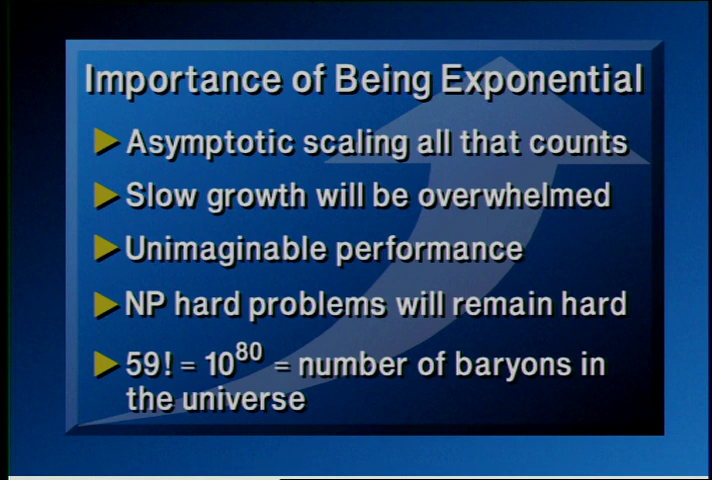 Importance of Being Exponential
Asymptotic scaling all that counts
Slow growth will be overwhelmed
Unimaginable performance
NP hard problems will remain hard
59! = 10^80 = number of baryons in
the universe